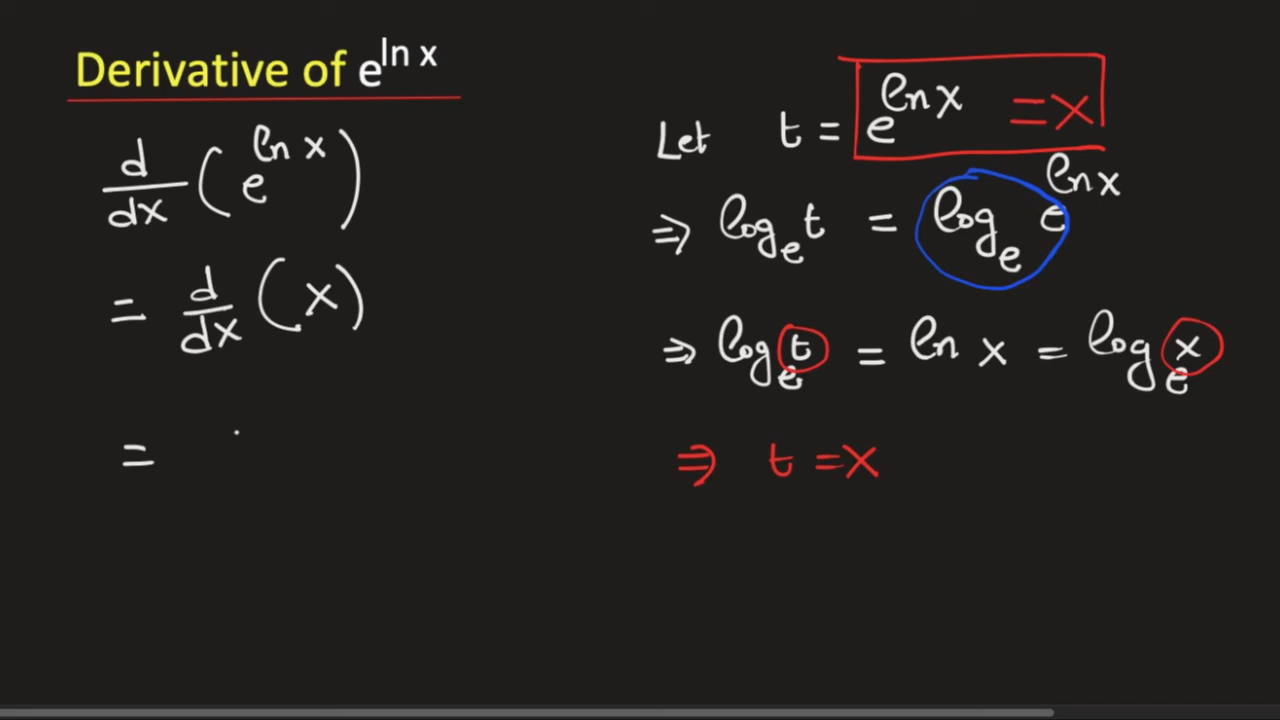 Derivative of e^{ln x}
d/dx (e^{ln x})
= d/dx (x)
=
Let t = e^{ln x} = x
⇒ log_e t = log_e e^{ln x}
⇒ log_e t = ln x = log_e x
⇒ t = x